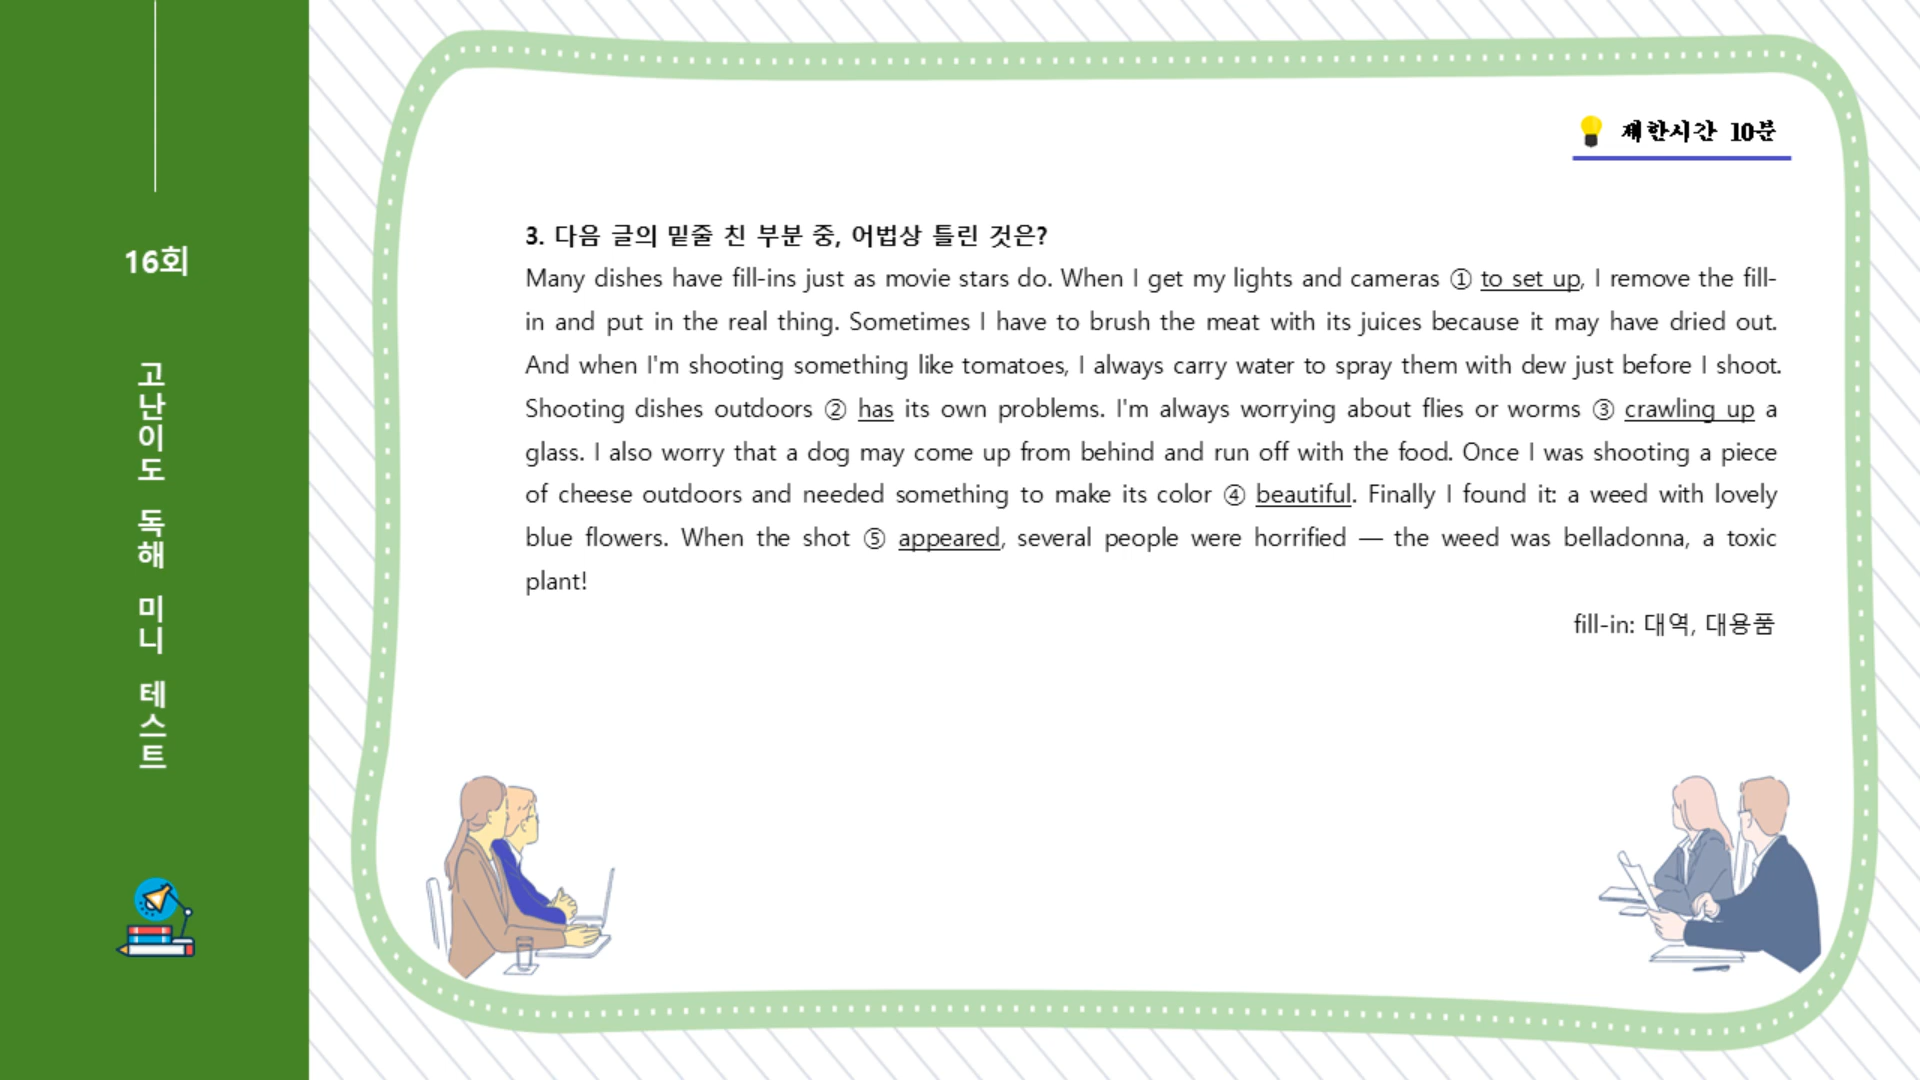 16회
고난이도 독해 미니 테스트
제한시간 10분
3. 다음 글의 밑줄 친 부분 중, 어법상 틀린 것은?
Many dishes have fill-ins just as movie stars do. When I get my lights and cameras ① to set up, I remove the fill-
in and put in the real thing. Sometimes I have to brush the meat with its juices because it may have dried out.
And when I'm shooting something like tomatoes, I always carry water to spray them with dew just before I shoot.
Shooting dishes outdoors ② has its own problems. I'm always worrying about flies or worms ③ crawling up a
glass. I also worry that a dog may come up from behind and run off with the food. Once I was shooting a piece
of cheese outdoors and needed something to make its color ④ beautiful. Finally I found it: a weed with lovely
blue flowers. When the shot ⑤ appeared, several people were horrified — the weed was belladonna, a toxic
plant!
fill-in: 대역, 대용품